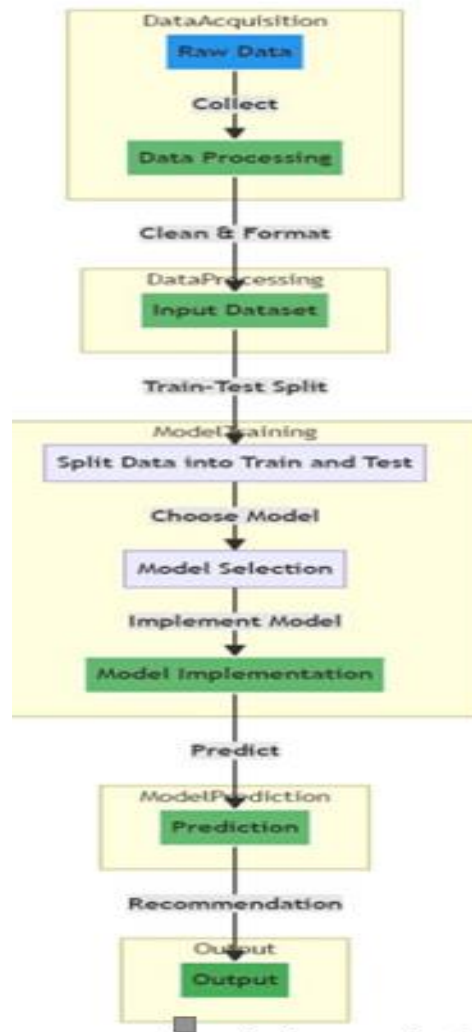 DataAcquisition
Raw Data
Collect
Data Processing
Clean & Format
DataProcessing
Input Dataset
Train-Test Split
ModelTraining
Split Data into Train and Test
Choose Model
Model Selection
Implement Model
Model Implementation
Predict
ModelPrediction
Prediction
Recommendation
Output
Output